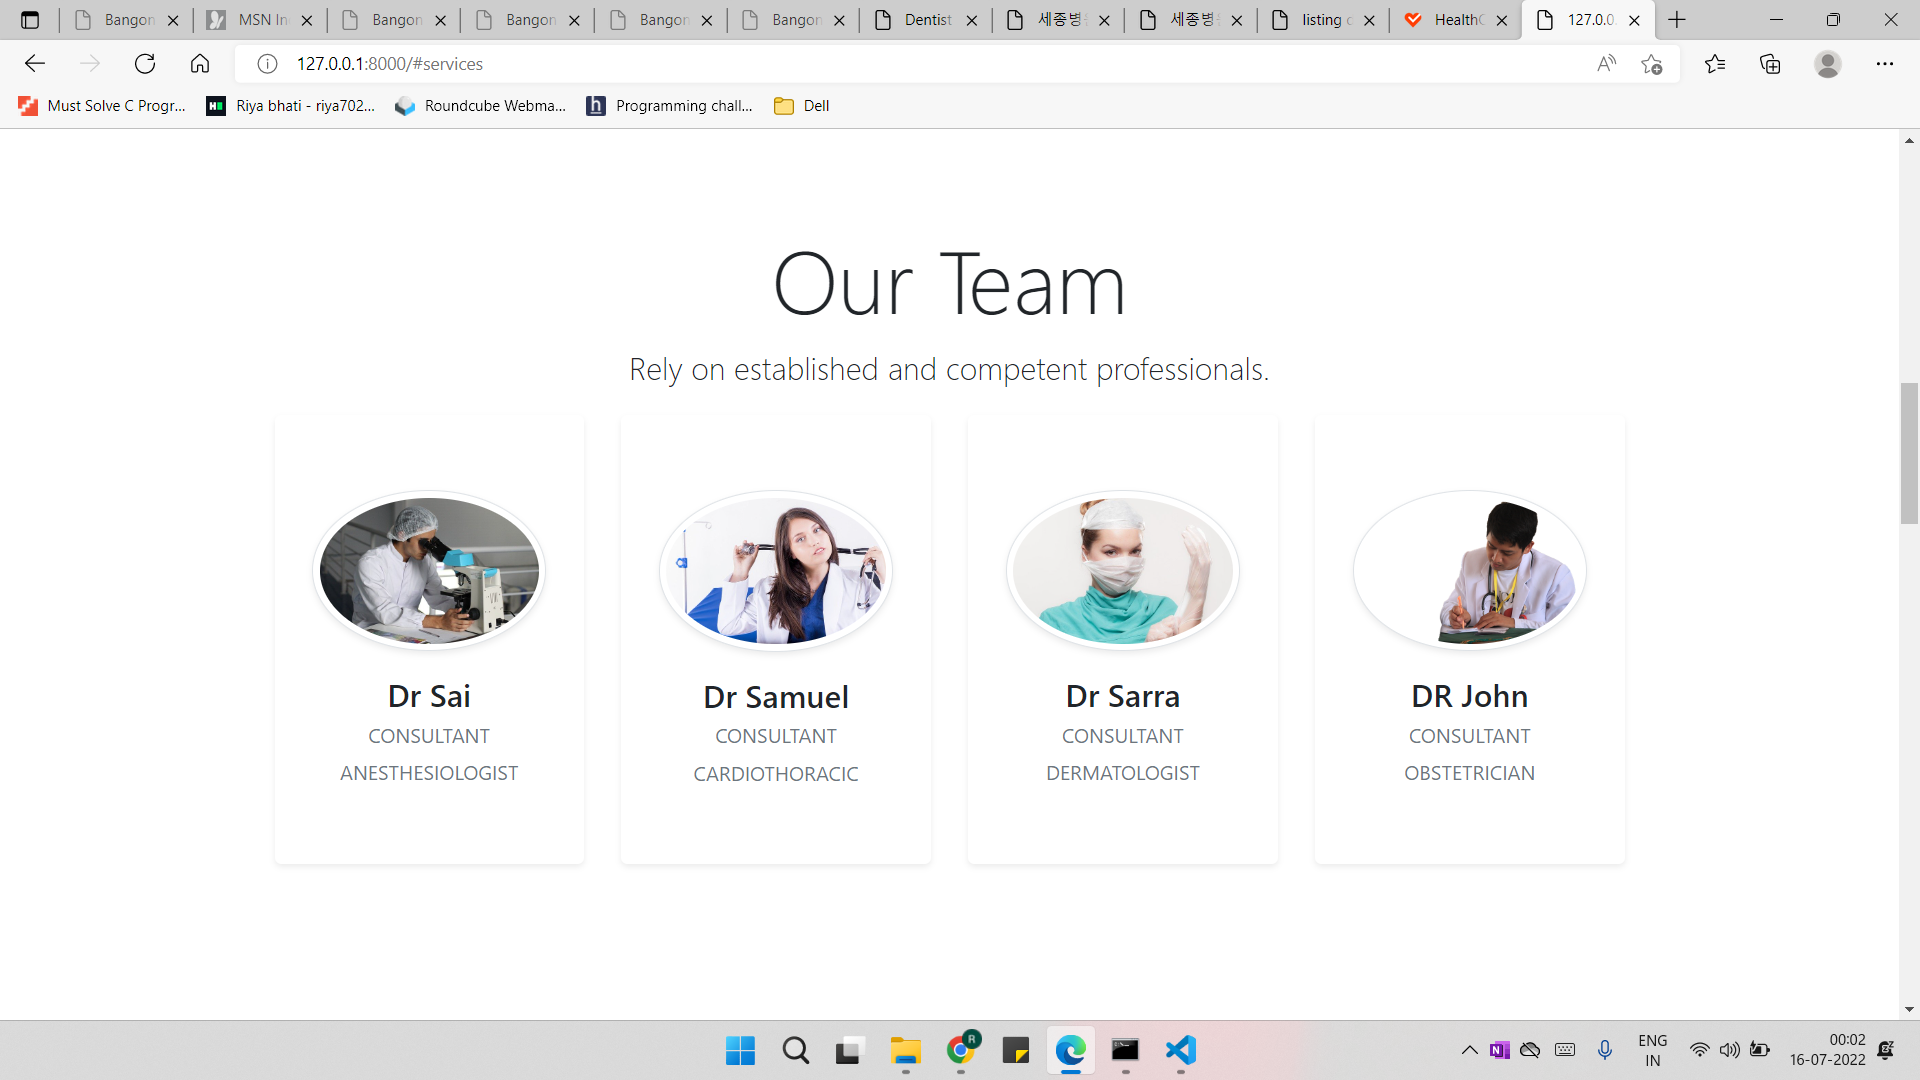 Bangon
MSN In
Bangon
Bangon
Bangon
Bangon
Dentist
세종병원
세종병원
listing
HealthC
127.0.0.
127.0.0.1:8000/#services
Must Solve C Progr...
Riya bhati - riya702...
Roundcube Webma...
Programming chall...
Dell
Our Team
Rely on established and competent professionals.
Dr Sai
CONSULTANT
ANESTHESIOLOGIST
Dr Samuel
CONSULTANT
CARDIOTHORACIC
Dr Sarra
CONSULTANT
DERMATOLOGIST
DR John
CONSULTANT
OBSTETRICIAN
R
ENG
IN
00:02
16-07-2022